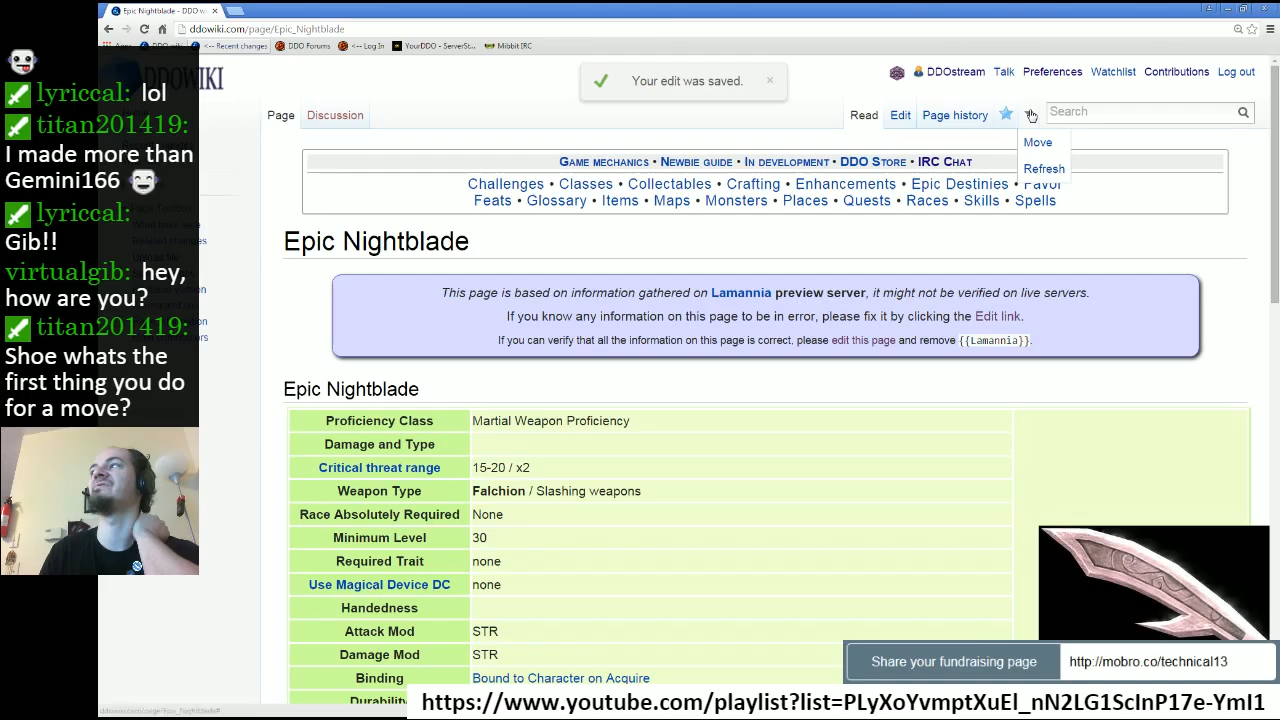 lyriccal: lol
titan201419:
I made more than
Gemini166
lyriccal:
Gib!!
virtualgib: hey,
how are you?
titan201419:
Shoe whats the
first thing you do
for a move?
Epic Nightblade - DDO w
ddowiki.com/page/Epic_Nightblade
<-- Recent changes
DDO Forums
<-- Log In
YourDDO - ServerSt...
Mibbit IRC
DDOWIKI
Your edit was saved.
DDOstream Talk Preferences Watchlist Contributions Log out
Page Discussion
Read Edit Page history
Search
Move
Refresh
Game mechanics • Newbie guide • In development • DDO Store • IRC Chat
Challenges • Classes • Collectables • Crafting • Enhancements • Epic Destinies • Favor
Feats • Glossary • Items • Maps • Monsters • Places • Quests • Races • Skills • Spells
Epic Nightblade
This page is based on information gathered on Lamannia preview server, it might not be verified on live servers.
If you know any information on this page to be in error, please fix it by clicking the Edit link.
If you can verify that all the information on this page is correct, please edit this page and remove {{Lamannia}}.
Epic Nightblade
Proficiency Class Martial Weapon Proficiency
Damage and Type
Critical threat range 15-20 / x2
Weapon Type Falchion / Slashing weapons
Race Absolutely Required None
Minimum Level 30
Required Trait none
Use Magical Device DC none
Handedness
Attack Mod STR
Damage Mod STR
Binding Bound to Character on Acquire
Durability
Share your fundraising page http://mobro.co/technical13
https://www.youtube.com/playlist?list=PLyzoPYvmptXuEl_nN2LG1ScInP17e-YmI1